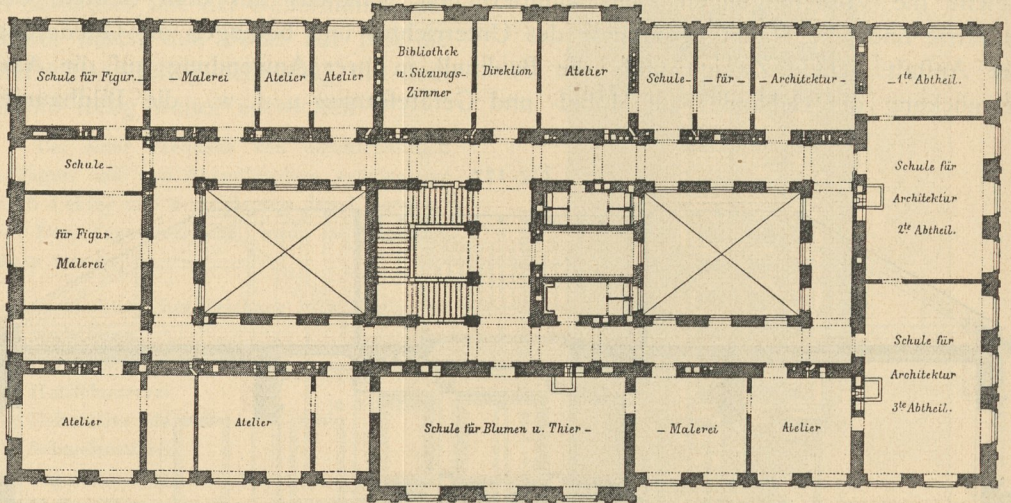 Schule für Figur. – Malerei
Atelier
Atelier
Bibliothek
u. Sitzungs-
Zimmer
Direktion
Atelier
Schule – für – Architektur –
1te Abtheil.
Schule –
für Figur.
Malerei
Schule für
Architektur
2te Abtheil.
Schule für
Architektur
3te Abtheil.
Atelier
Atelier
Schule für Blumen u. Thier – – Malerei
Atelier